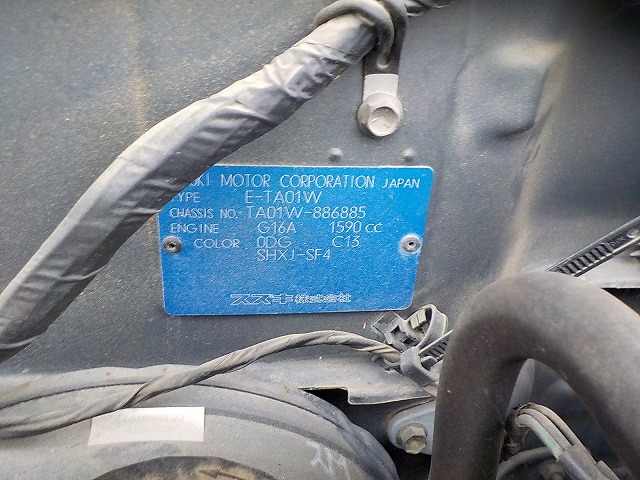 MOTOR CORPORATION JAPAN
TYPE E-TA01W
CHASSIS NO. TA01W-886885
ENGINE G16A 1590 cc
COLOR 0DG C13
SHXJ-SF4
スズキ株式会社